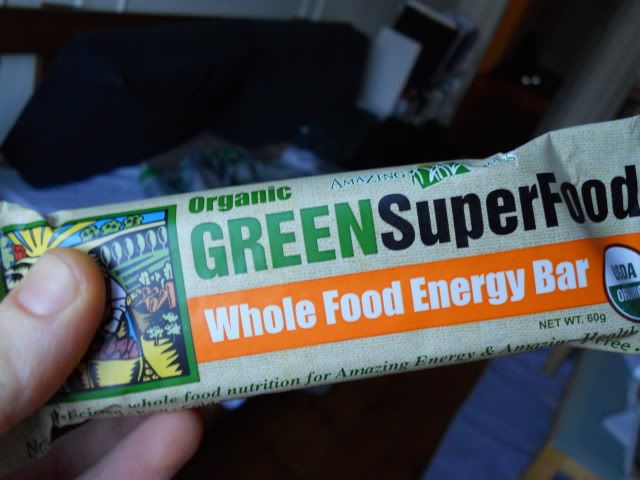 AMAZING
Organic
GREEN SuperFood
Whole Food Energy Bar
USDA
ORGANIC
NET WT. 60g
whole food nutrition for Amazing Energy & Amazing Health